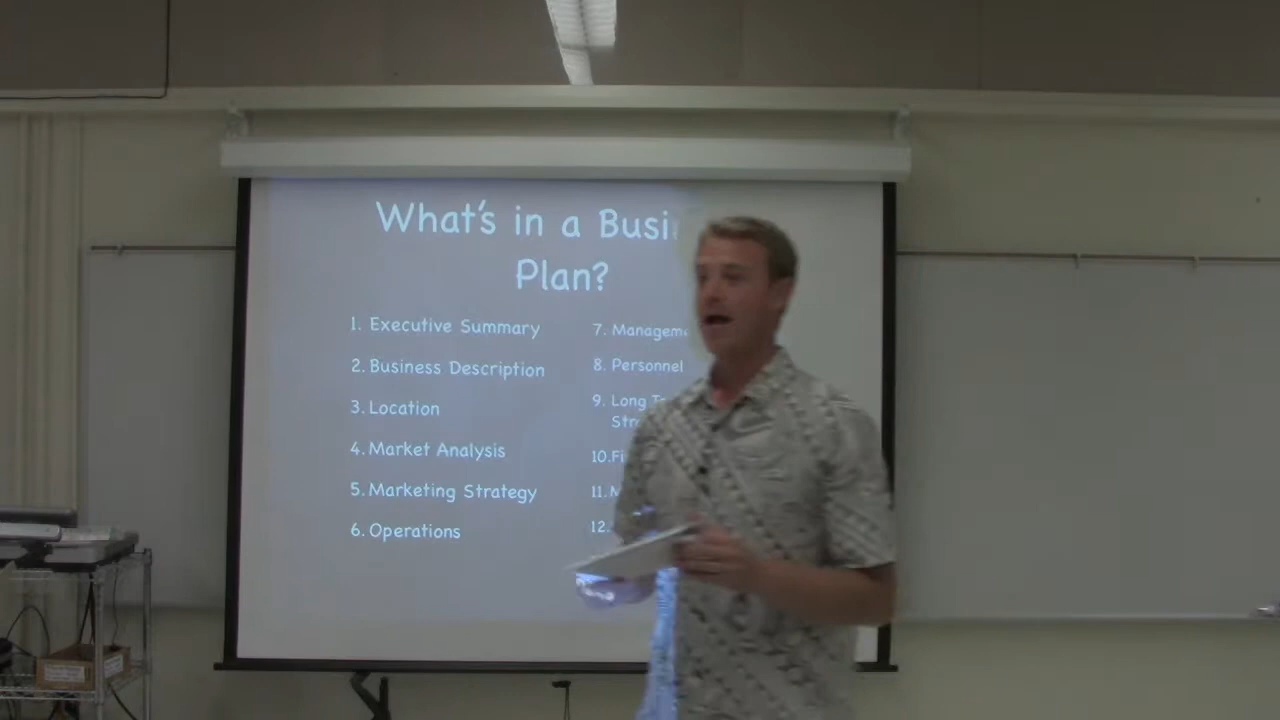 What's in a Busi
Plan?
1. Executive Summary
2. Business Description
3. Location
4. Market Analysis
5. Marketing Strategy
6. Operations
7. Managem
8. Personnel
9. Long T
Str
10. Fi
11. M
12.